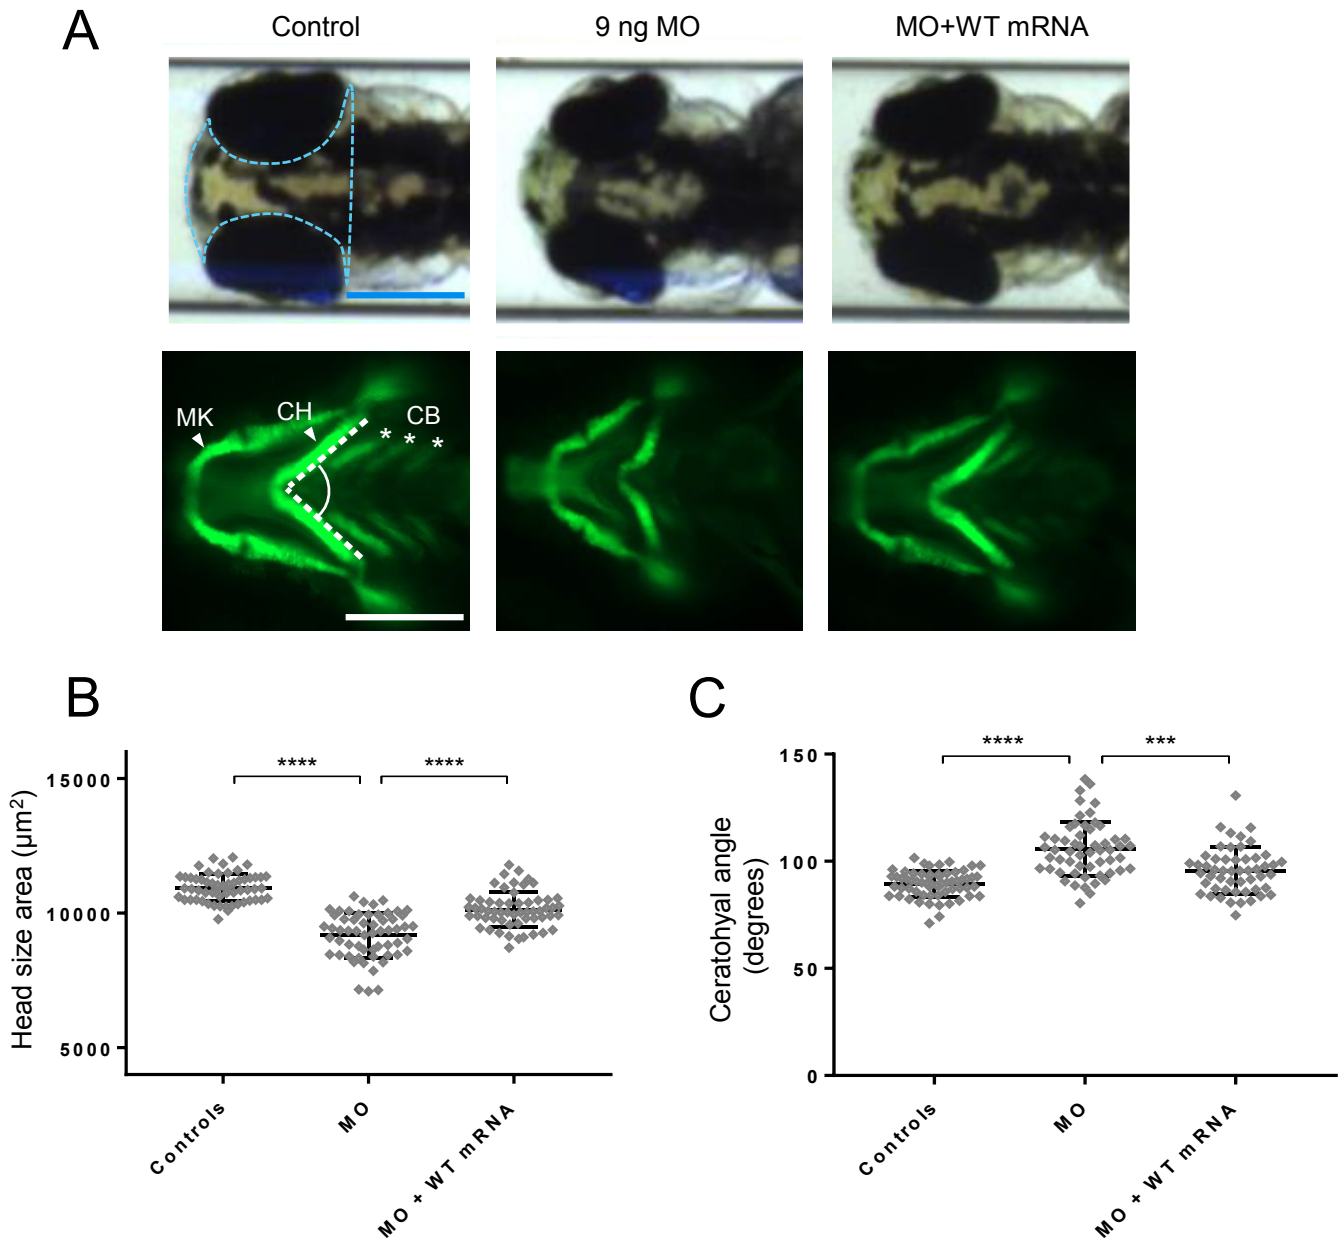 A
Control
9 ng MO
MO+WT mRNA
MK
CH
CB
* * *
B
Head size area (µm²)
15000
10000
5000
****
****
Controls
MO
MO + WT mRNA
C
Ceratohyal angle
(degrees)
150
100
50
0
****
***
Controls
MO
MO + WT mRNA